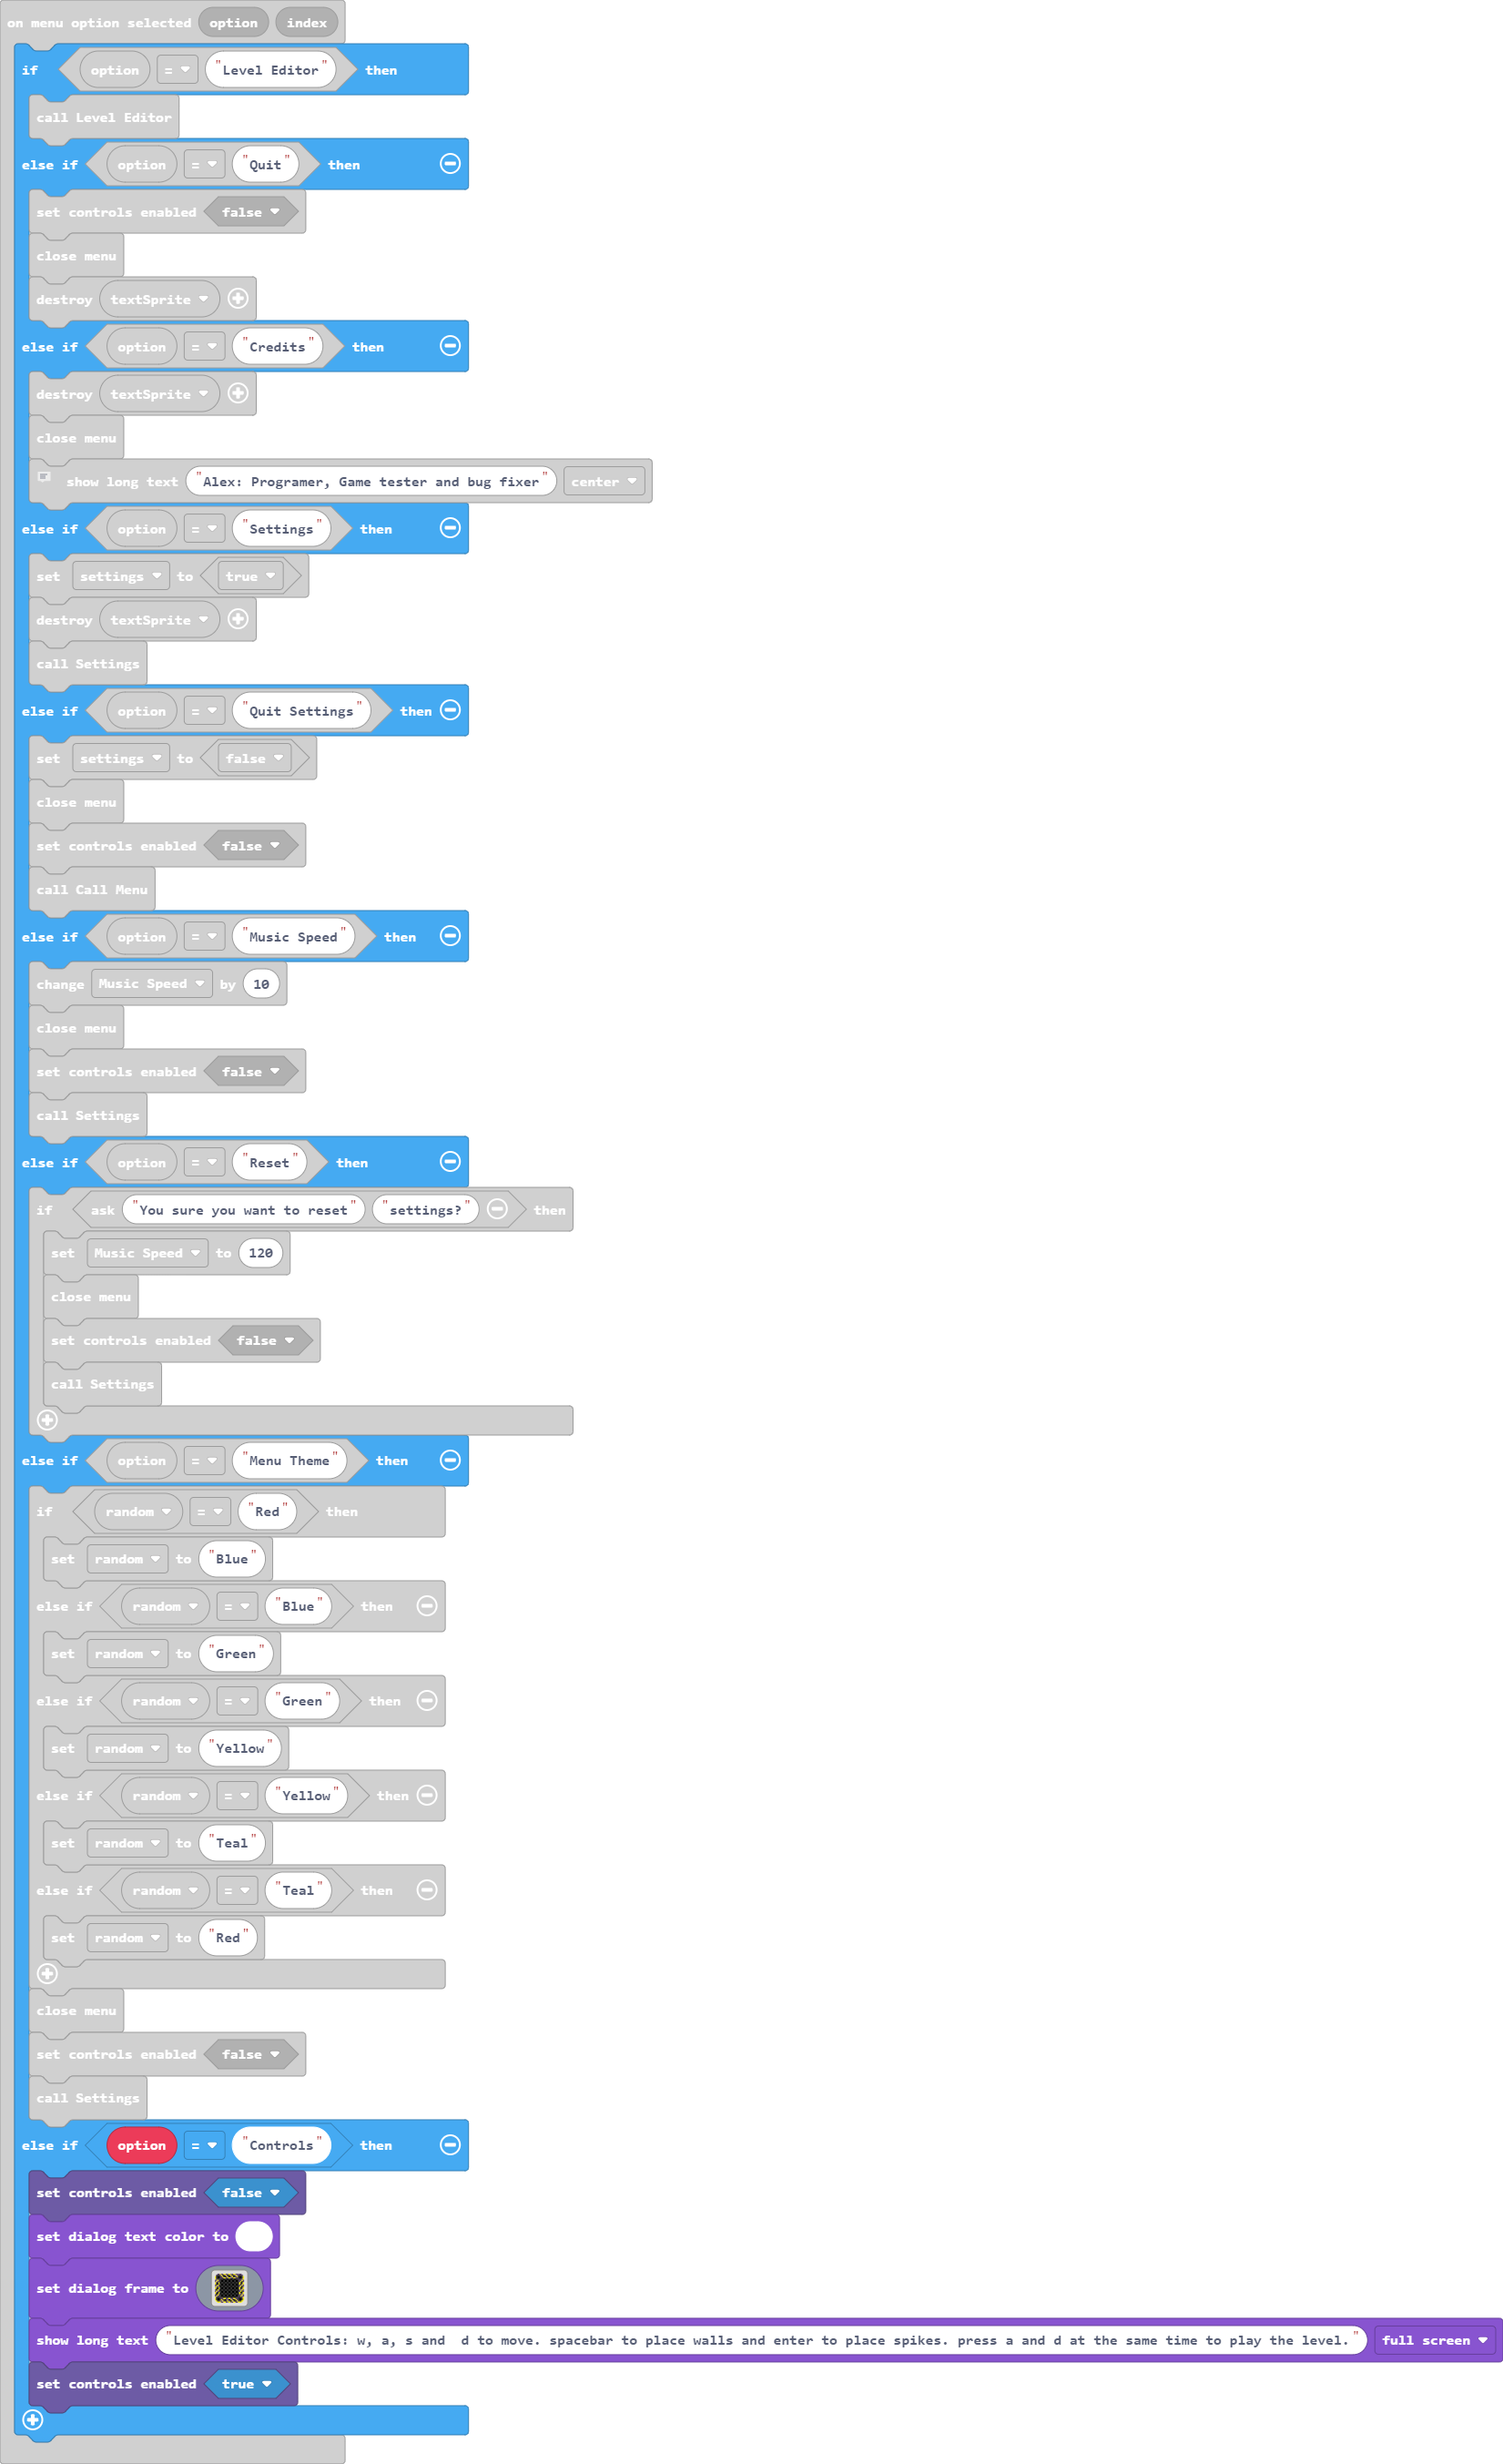 on menu option selected option index
if option = "Level Editor" then
call Level Editor
else if option = "Quit" then
set controls enabled false
close menu
destroy textSprite
else if option = "Credits" then
destroy textSprite
close menu
show long text "Alex: Programer, Game tester and bug fixer" center
else if option = "Settings" then
set settings to true
destroy textSprite
call Settings
else if option = "Quit Settings" then
set settings to false
close menu
set controls enabled false
call Call Menu
else if option = "Music Speed" then
change Music Speed by 10
close menu
set controls enabled false
call Settings
else if option = "Reset" then
if ask "You sure you want to reset" "settings?" then
set Music Speed to 120
close menu
set controls enabled false
call Settings
else if option = "Menu Theme" then
if random = "Red" then
set random to "Blue"
else if random = "Blue" then
set random to "Green"
else if random = "Green" then
set random to "Yellow"
else if random = "Yellow" then
set random to "Teal"
else if random = "Teal" then
set random to "Red"
close menu
set controls enabled false
call Settings
else if option = "Controls" then
set controls enabled false
set dialog text color to
set dialog frame to
show long text "Level Editor Controls: w, a, s and  d to move. spacebar to place walls and enter to place spikes. press a and d at the same time to play the level." full screen
set controls enabled true